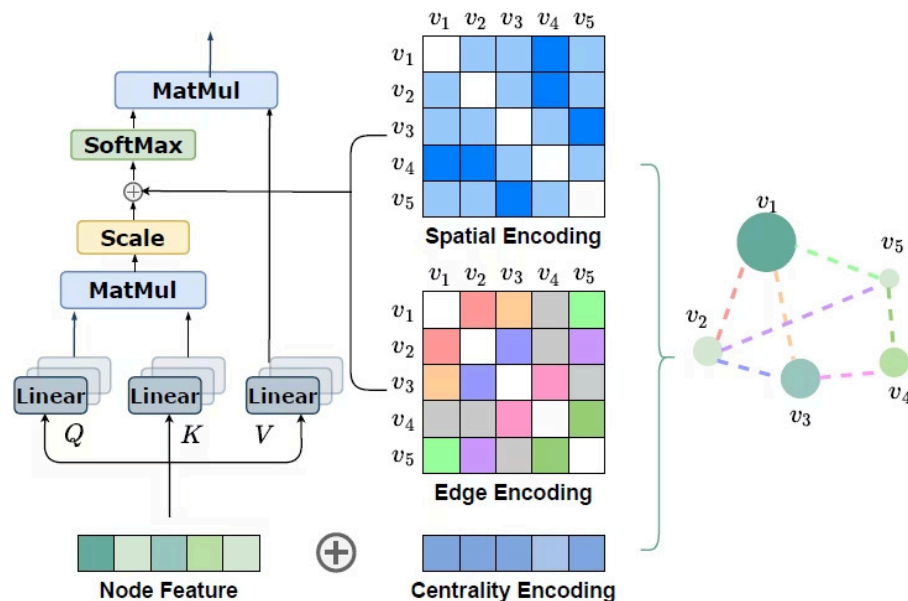 MatMul
SoftMax
Scale
MatMul
Linear Linear Linear
Q K V
Node Feature
v₁ v₂ v₃ v₄ v₅
v₁
v₂
v₃
v₄
v₅
Spatial Encoding
v₁ v₂ v₃ v₄ v₅
v₁
v₂
v₃
v₄
v₅
Edge Encoding
Centrality Encoding
v₁
v₅
v₂
v₄
v₃